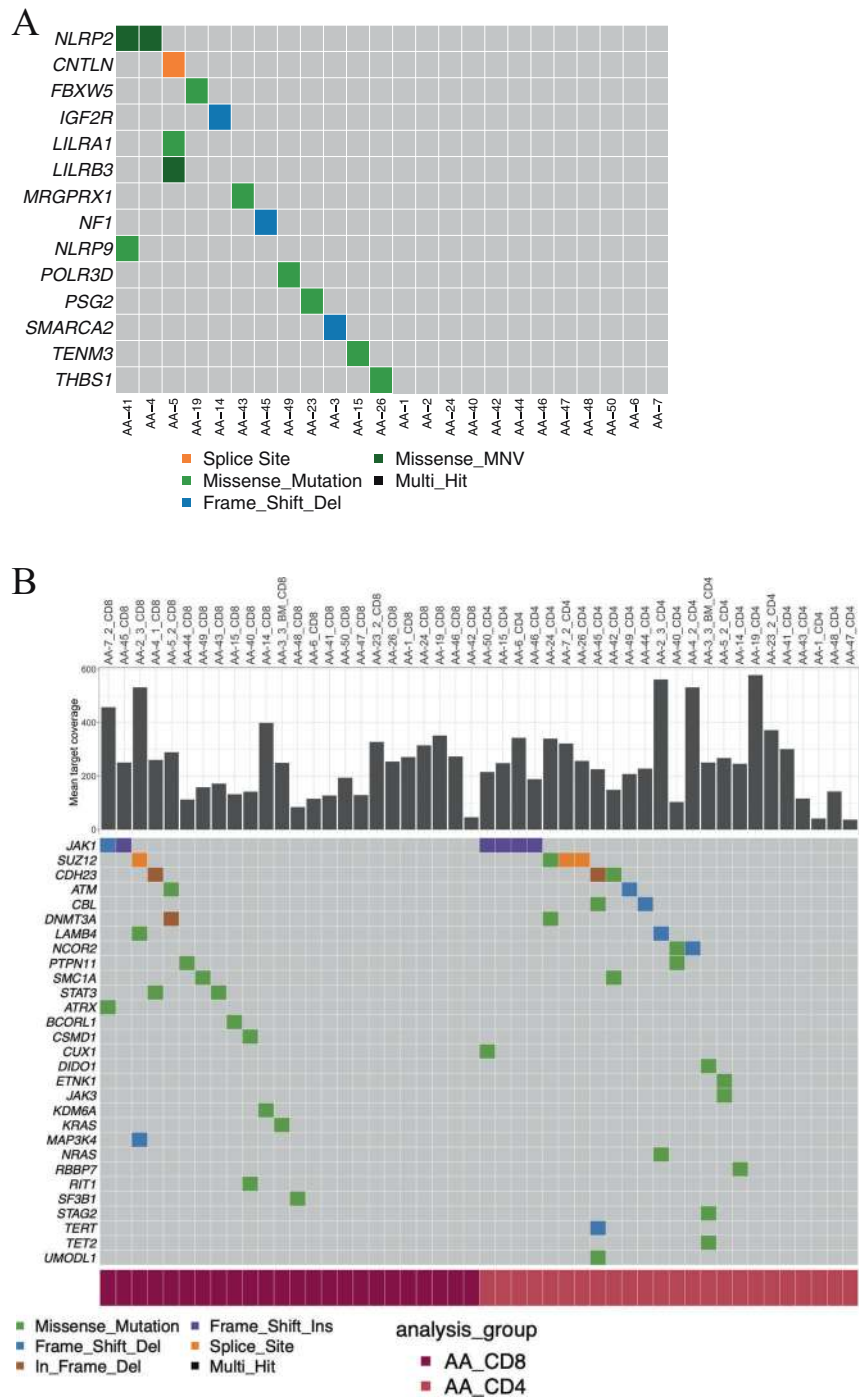 A
NLRP2
CNTLN
FBXW5
IGF2R
LILRA1
LILRB3
MRGPRX1
NF1
NLRP9
POLR3D
PSG2
SMARCA2
TENM3
THBS1
AA-41 AA-4 AA-5 AA-19 AA-14 AA-43 AA-45 AA-49 AA-23 AA-3 AA-15 AA-26 AA-1 AA-2 AA-24 AA-40 AA-42 AA-44 AA-46 AA-47 AA-48 AA-50 AA-6 AA-7
Splice Site Missense_MNV
Missense_Mutation Multi_Hit
Frame_Shift_Del
B
AA-7_2_CD8 AA-45_CD8 AA-2_3_CD8 AA-4_11_CD8 AA-5_2_CD8 AA-44_CD8 AA-49_CD8 AA-43_CD8 AA-15_CD8 AA-40_CD8 AA-14_CD8 AA-3_3_BM_CD8 AA-48_CD8 AA-6_CD8 AA-41_CD8 AA-50_CD8 AA-47_CD8 AA-23_2_CD8 AA-26_CD8 AA-1_CD8 AA-24_CD8 AA-19_CD8 AA-46_CD8 AA-42_CD8 AA-50_CD4 AA-15_CD4 AA-6_CD4 AA-46_CD4 AA-24_CD4 AA-7_2_CD4 AA-26_CD4 AA-45_CD4 AA-42_CD4 AA-49_CD4 AA-44_CD4 AA-2_3_CD4 AA-40_CD4 AA-4_2_CD4 AA-3_3_BM_CD4 AA-5_2_CD4 AA-14_CD4 AA-19_CD4 AA-23_2_CD4 AA-41_CD4 AA-43_CD4 AA-1_CD4 AA-48_CD4 AA-47_CD4
Mean target coverage
600
400
200
0
JAK1
SUZ12
CDH23
ATM
CBL
DNMT3A
LAMB4
NCOR2
PTPN11
SMC1A
STAT3
ATRX
BCORL1
CSMD1
CUX1
DIDO1
ETNK1
JAK3
KDM6A
KRAS
MAP3K4
NRAS
RBBP7
RIT1
SF3B1
STAG2
TERT
TET2
UMODL1
Missense_Mutation Frame_Shift_Ins
Frame_Shift_Del Splice_Site
In_Frame_Del Multi_Hit
analysis_group
AA_CD8
AA_CD4